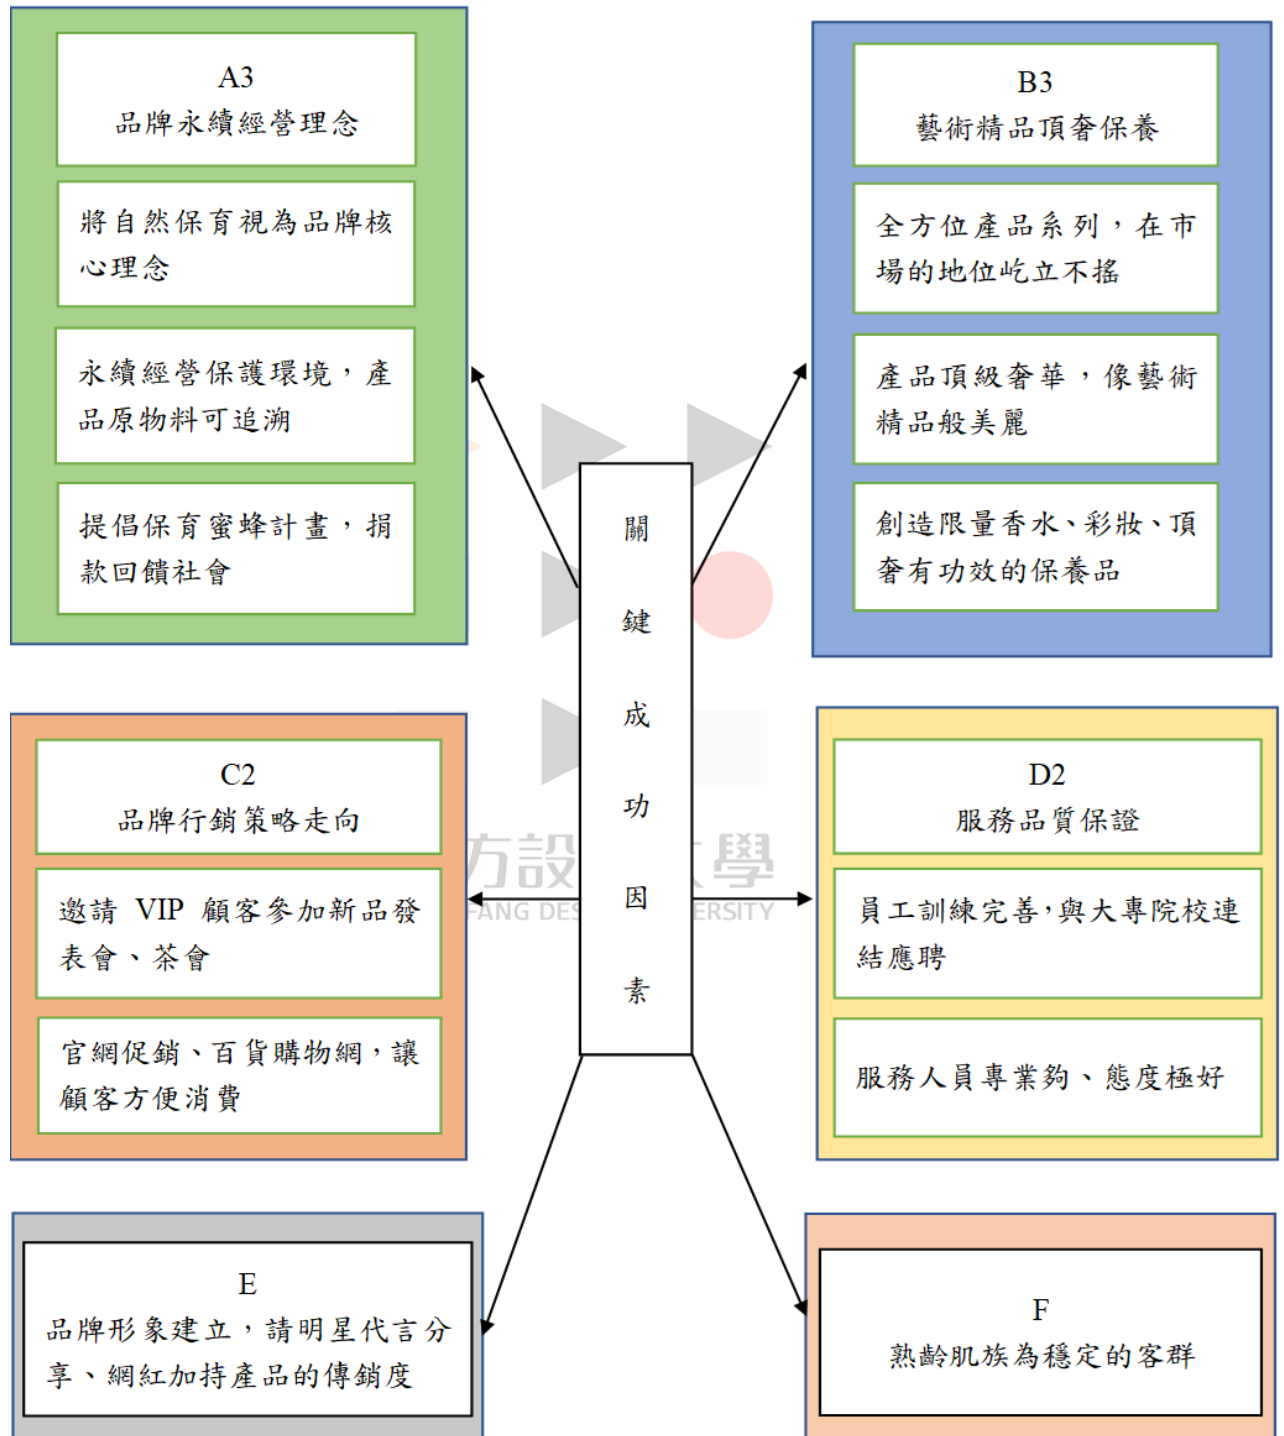 A3
品牌永續經營理念
將自然保育視為品牌核
心理念
永續經營保護環境，產
品原物料可追溯
提倡保育蜜蜂計畫，捐
款回饋社會
B3
藝術精品頂奢保養
全方位產品系列，在市
場的地位屹立不搖
產品頂級奢華，像藝術
精品般美麗
創造限量香水、彩妝、頂
奢有功效的保養品
關
鍵
成
功
因
素
C2
品牌行銷策略走向
邀請 VIP 顧客參加新品發
表會、茶會
官網促銷、百貨購物網，讓
顧客方便消費
D2
服務品質保證
員工訓練完善，與大專院校連
結應聘
服務人員專業夠、態度極好
E
品牌形象建立，請明星代言分
享、網紅加持產品的傳銷度
F
熟齡肌族為穩定的客群
方設 大學
FANG DES ERSITY